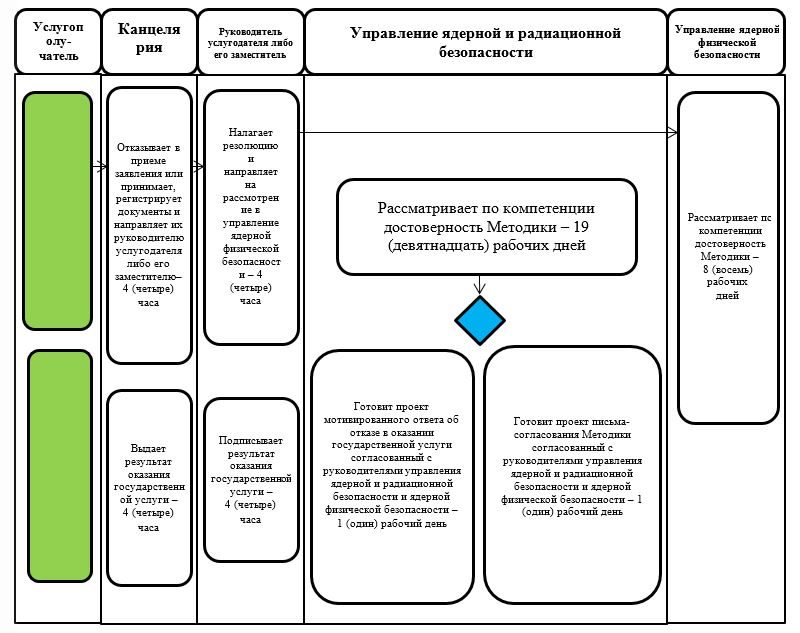 Услугоп
олу-
чатель
Канцеля
рия
Руководитель
услугодателя либо
его заместитель
Управление ядерной и радиационной
безопасности
Управление ядерной
физической
безопасности
Отказывает в
приеме
заявления или
принимает,
регистрирует
документы и
направляет их
руководителю
услугодателя
либо его
заместителю–
4 (четыре)
часа
Налагает
резолюцию
и
направляет
на
рассмотрен
ие в
управление
ядерной
физической
безопасност
и – 4
(четыре)
часа
Рассматривает по компетенции
достоверность Методики – 19
(девятнадцать) рабочих дней
Рассматривает пс
компетенции
достоверность
Методики –
8 (восемь)
рабочих
дней
Выдает
результат
оказания
государственн
ой услуги –
4 (четыре)
часа
Подписывает
результат
оказания
государственной
услуги –
4 (четыре)
часа
Готовит проект
мотивированного ответа об
отказе в оказании
государственной услуги
согласованный с
руководителями управления
ядерной и радиационной
безопасности и ядерной
физической безопасности –
1 (один) рабочий день
Готовит проект письма-
согласования Методики
согласованный с
руководителями управления
ядерной и радиационной
безопасности и ядерной
физической безопасности – 1
(один) рабочий день